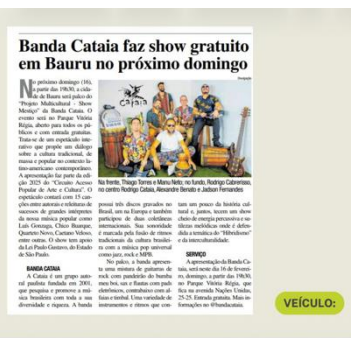 Banda Cataia faz show gratuito
em Bauru no próximo domingo
No próximo domingo (16),
a partir das 19h30, a cida-
de de Bauru será palco do
"Projeto Multicultural - Show
Mestiço" da Banda Cataia. O
evento será no Parque Vitória
Régia, aberto para todos os pú-
blicos e com entrada gratuita.
Trata-se de um espetáculo inte-
rativo que propõe um diálogo
sobre a cultura tradicional, de
massa e popular no contexto la-
tino-americano contemporâneo.
A apresentação faz parte da edi-
ção 2025 do "Circuito Acesso
Popular de Arte e Cultura". O
espetáculo contará com 15 can-
ções entre autorais e releituras de
sucessos de grandes intérpretes
da nossa música popular como
Luís Gonzaga, Chico Buarque,
Quarteto Novo, Caetano Veloso,
entre outras. O show tem apoio
da Lei Paulo Gustavo, do Estado
de São Paulo.
BANDA CATAIA
A Cataia é um grupo auto-
ral paulista fundada em 2001,
que pesquisa e promove a mú-
sica brasileira com toda a sua
diversidade e riqueza. A banda
cataia
Na frente, Thiago Torres e Manu Neto; no fundo, Rodrigo Cabrerisso,
no centro Rodrigo Cataia, Alexandre Benato e Jadson Fernandes
possui três discos gravados no
Brasil, um na Europa e também
participou de duas coletâneas
internacionais. Sua sonoridade
é marcada pela fusão de ritmos
tradicionais da cultura brasilei-
ra com a música pop universal
como jazz, rock e MPB.
No palco, a banda apresen-
ta uma mistura de guitarras de
rock com pandeirão do bumba
meu boi, sax e flautas com pads
eletrônicos, contrabaixo com al-
faias e timbal. Uma variedade de
instrumentos e ritmos que con-
tam um pouco da história cul-
tural e, juntos, tecem um show
cheio de energia percussiva e su-
tilezas melódicas onde é defen-
dida a temática do "Hibridismo"
e da interculturalidade.
SERVIÇO
A apresentação da Banda Ca-
taia, será neste dia 16 de feverei-
ro, domingo, a partir das 19h30,
no Parque Vitória Régia, que
fica na avenida Nações Unidas,
25-25. Entrada gratuita. Mais in-
formações no @bandacataia.
VEÍCULO: